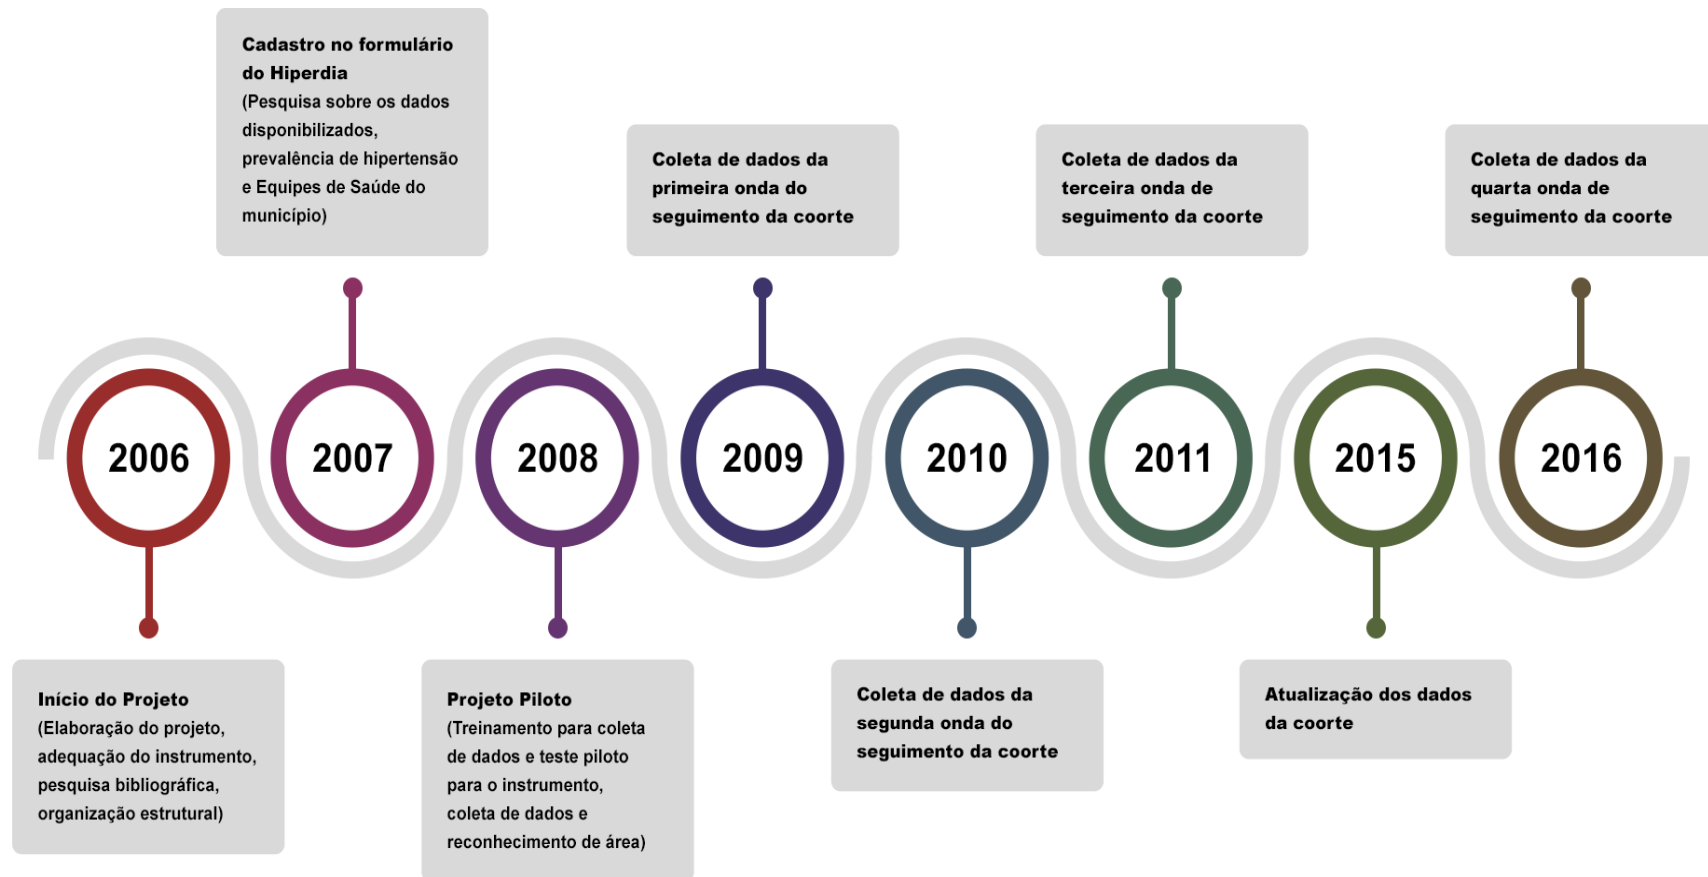 Cadastro no formulário
do Hiperdia
(Pesquisa sobre os dados
disponibilizados,
prevalência de hipertensão
e Equipes de Saúde do
município)
Coleta de dados da
primeira onda do
seguimento da coorte
Coleta de dados da
terceira onda de
seguimento da coorte
Coleta de dados da
quarta onda de
seguimento da coorte
2006
2007
2008
2009
2010
2011
2015
2016
Início do Projeto
(Elaboração do projeto,
adequação do instrumento,
pesquisa bibliográfica,
organização estrutural)
Projeto Piloto
(Treinamento para coleta
de dados e teste piloto
para o instrumento,
coleta de dados e
reconhecimento de área)
Coleta de dados da
segunda onda do
seguimento da coorte
Atualização dos dados
da coorte